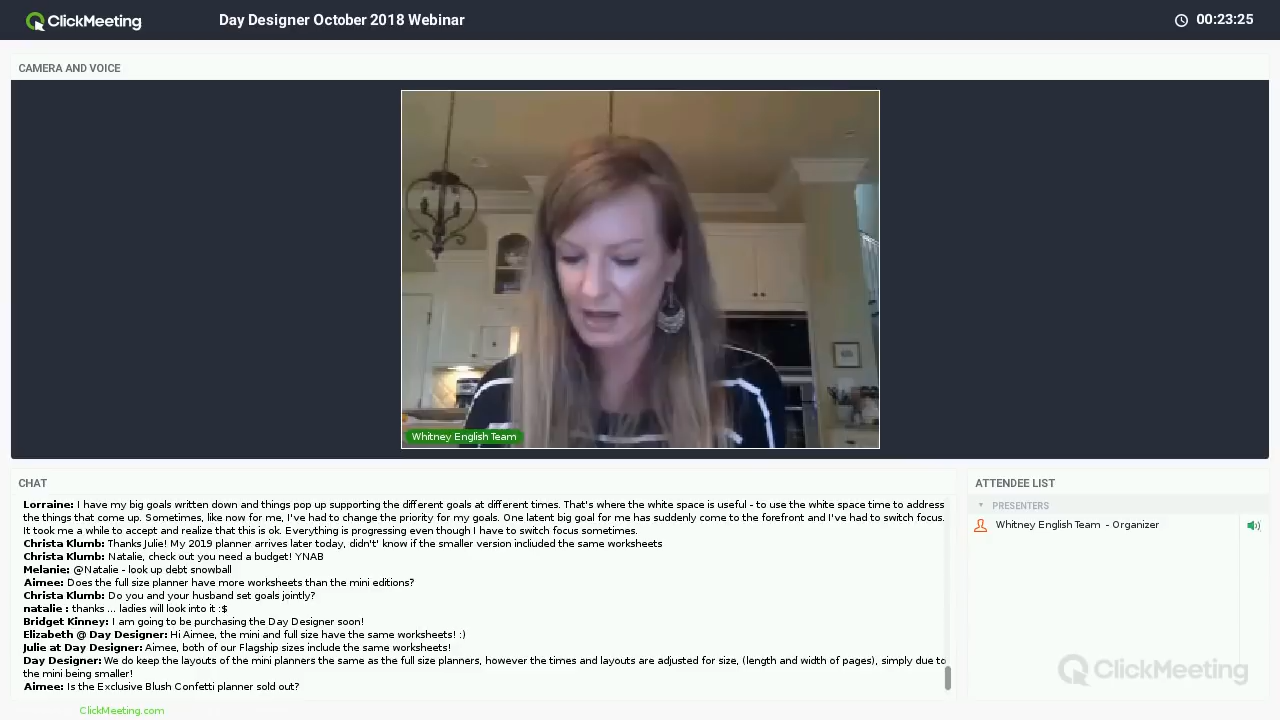 ClickMeeting
Day Designer October 2018 Webinar
00:23:25
CAMERA AND VOICE
Whitney English Team
CHAT
Lorraine: I have my big goals written down and things pop up supporting the different goals at different times. That's where the white space is useful - to use the white space time to address
the things that come up. Sometimes, like now for me, I've had to change the priority for my goals. One latent big goal for me has suddenly come to the forefront and I've had to switch focus.
It took me a while to accept and realize that this is ok. Everything is progressing even though I have to switch focus sometimes.
Christa Klumb: Thanks Julie! My 2019 planner arrives later today, didn't' know if the smaller version included the same worksheets
Christa Klumb: Natalie, check out you need a budget! YNAB
Melanie: @Natalie - look up debt snowball
Aimee: Does the full size planner have more worksheets than the mini editions?
Christa Klumb: Do you and your husband set goals jointly?
natalie : thanks ... ladies will look into it :$
Bridget Kinney: I am going to be purchasing the Day Designer soon!
Elizabeth @ Day Designer: Hi Aimee, the mini and full size have the same worksheets! :)
Julie at Day Designer: Aimee, both of our Flagship sizes include the same worksheets!
Day Designer: We do keep the layouts of the mini planners the same as the full size planners, however the times and layouts are adjusted for size, (length and width of pages), simply due to
the mini being smaller!
Aimee: Is the Exclusive Blush Confetti planner sold out?
ClickMeeting.com
ATTENDEE LIST
PRESENTERS
Whitney English Team - Organizer
ClickMeeting